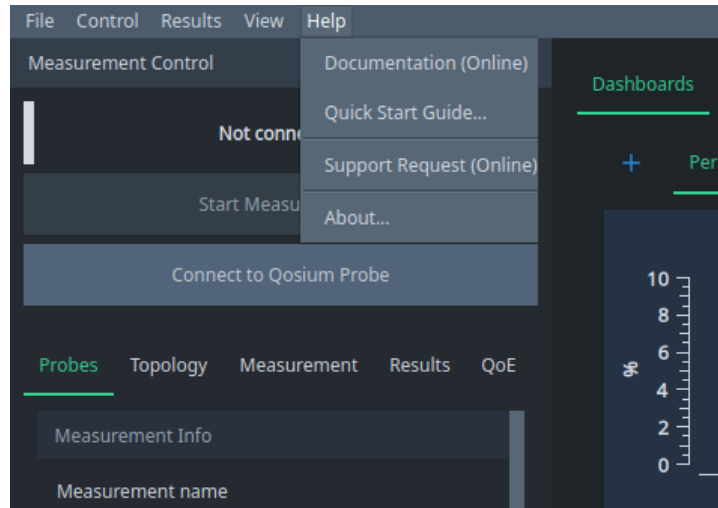 File Control Results View Help
Measurement Control
Documentation (Online)
Quick Start Guide...
Support Request (Online)
About...
Not conne
Start Measu
Connect to Qosium Probe
Probes Topology Measurement Results QoE
Measurement Info
Measurement name
Dashboards
+ Per
%
10
8
6
4
2
0